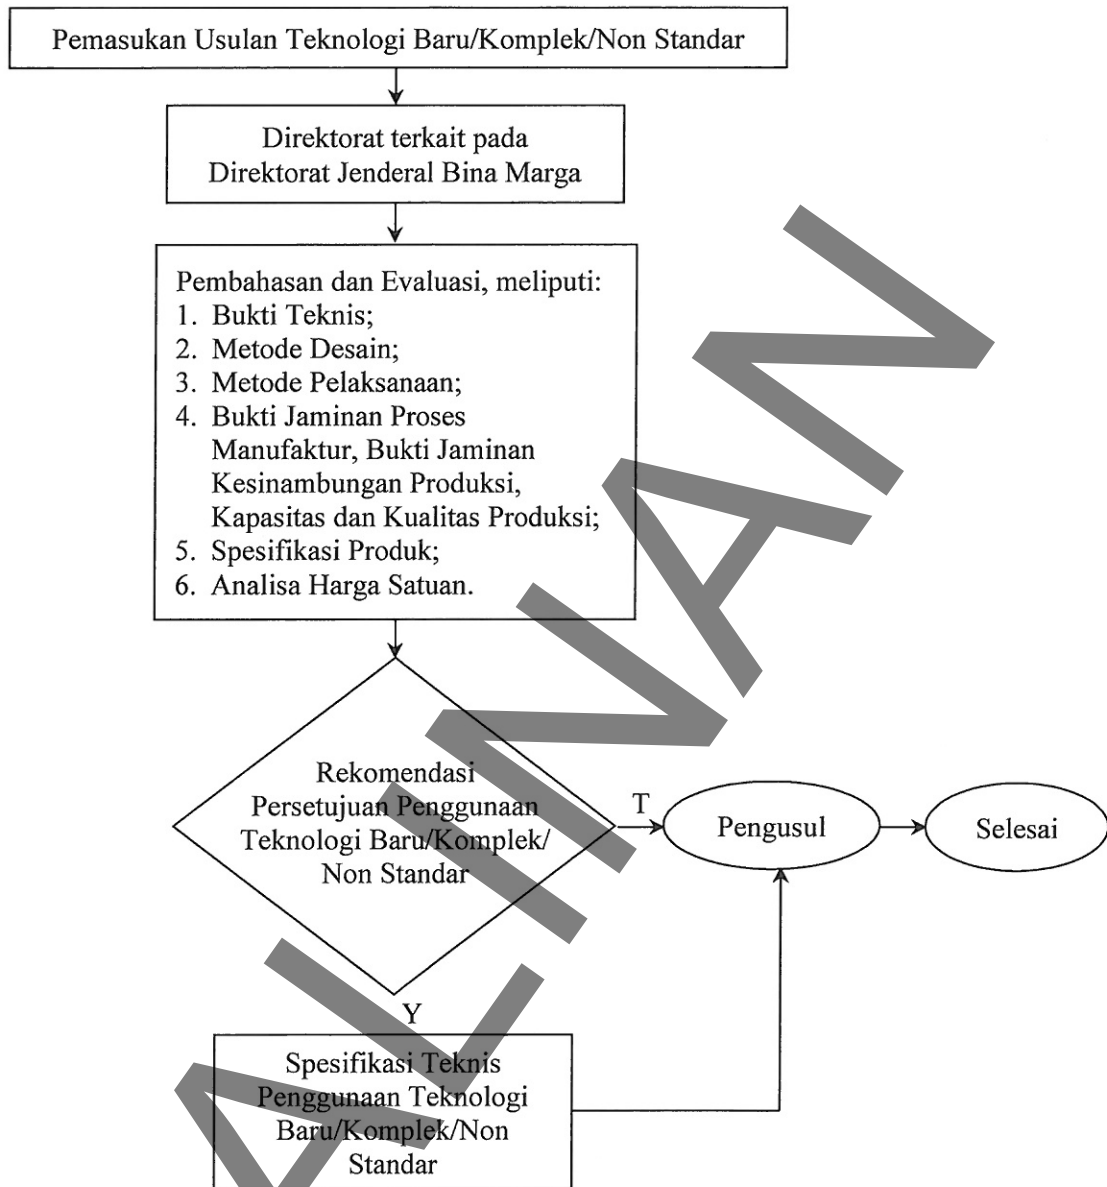 Pemasukan Usulan Teknologi Baru/Komplek/Non Standar
Direktorat terkait pada
Direktorat Jenderal Bina Marga
Pembahasan dan Evaluasi, meliputi:
1. Bukti Teknis;
2. Metode Desain;
3. Metode Pelaksanaan;
4. Bukti Jaminan Proses
Manufaktur, Bukti Jaminan
Kesinambungan Produksi,
Kapasitas dan Kualitas Produksi;
5. Spesifikasi Produk;
6. Analisa Harga Satuan.
Rekomendasi
Persetujuan Penggunaan
Teknologi Baru/Komplek/
Non Standar
T
Pengusul
Selesai
Y
Spesifikasi Teknis
Penggunaan Teknologi
Baru/Komplek/Non
Standar
ALINAN